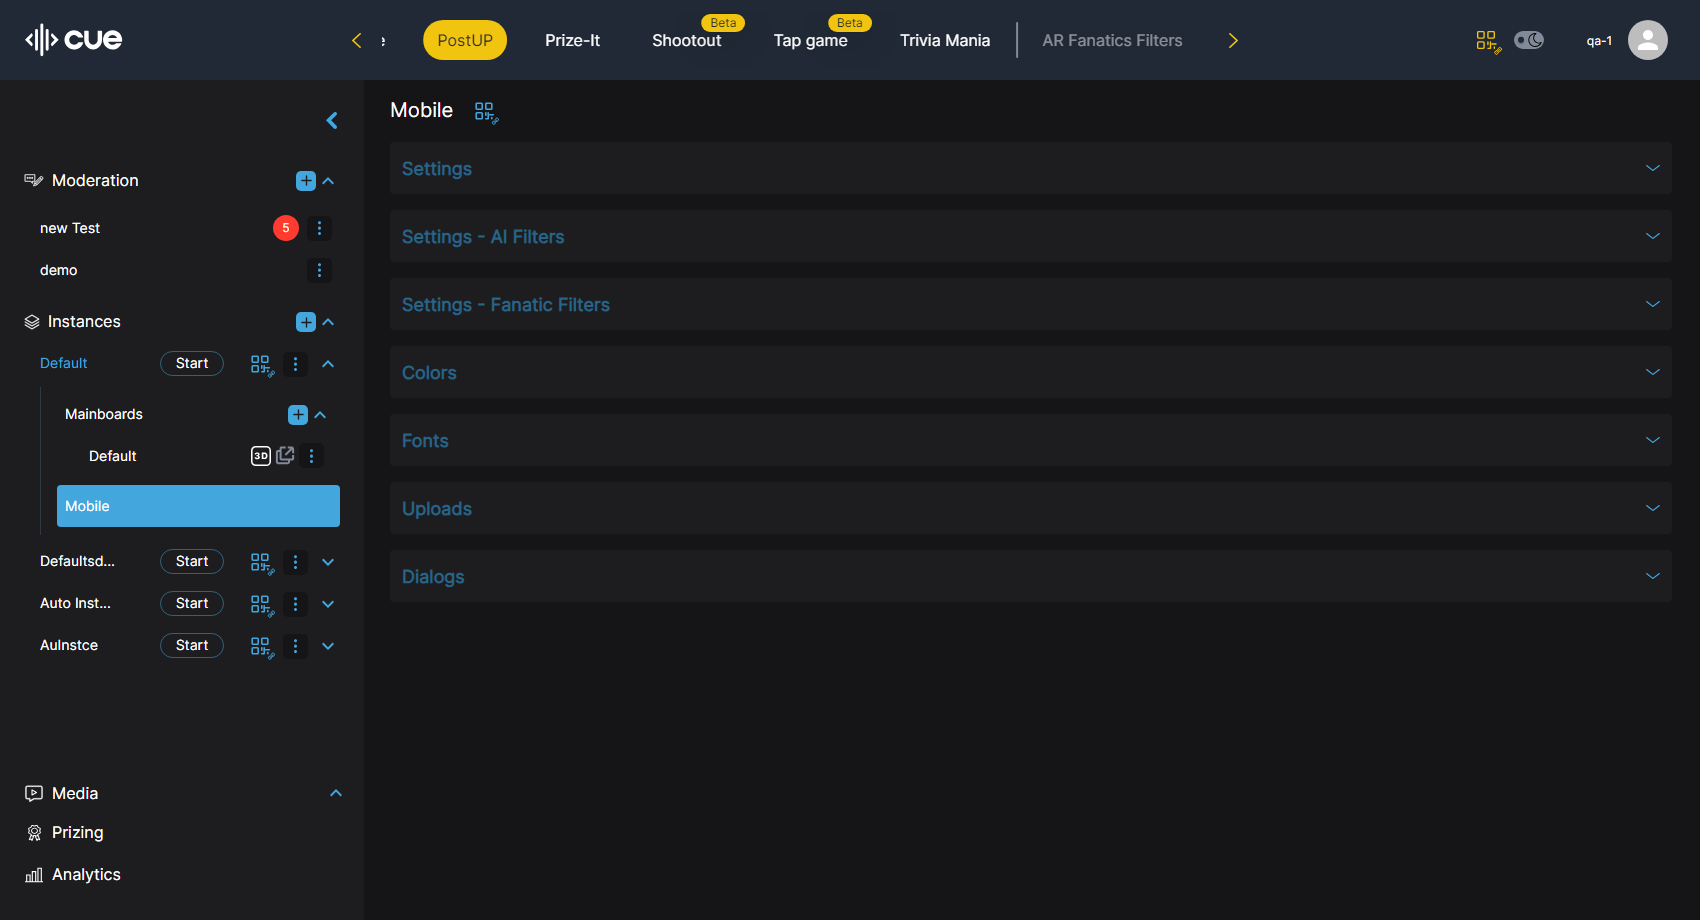 cue
e
PostUP
Prize-It
Shootout
Beta
Tap game
Beta
Trivia Mania
AR Fanatics Filters
qa-1
Moderation
new Test
5
demo
Instances
Default
Start
Mainboards
Default
3D
Mobile
Defaultsd...
Start
Auto Inst...
Start
AuInstce
Start
Media
Prizing
Analytics
Mobile
Settings
Settings - AI Filters
Settings - Fanatic Filters
Colors
Fonts
Uploads
Dialogs